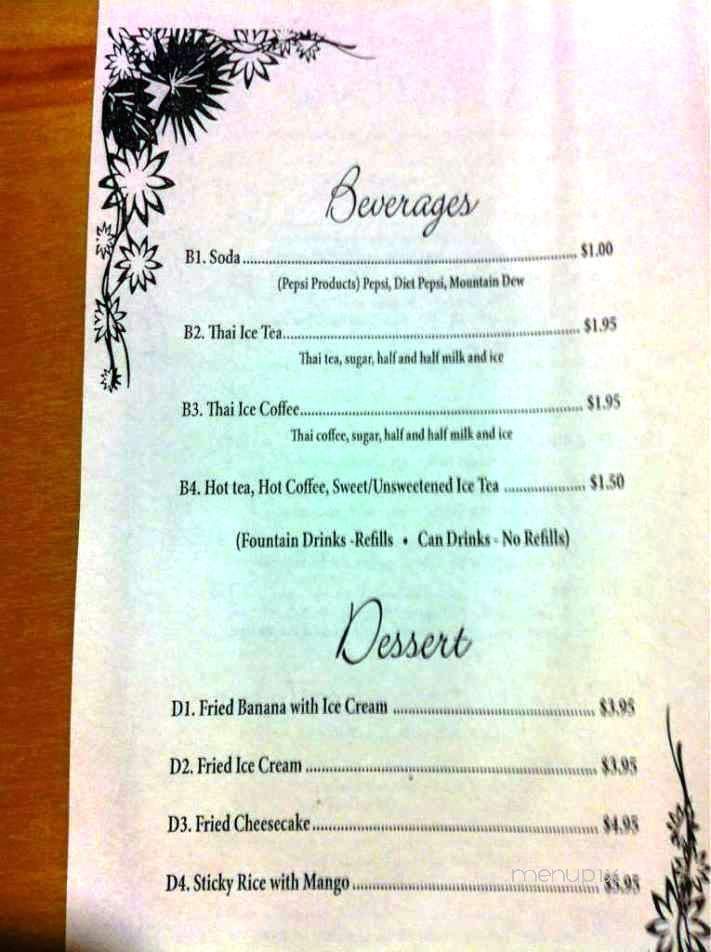 Beverages
B1. Soda ........ $1.00
(Pepsi Products) Pepsi, Diet Pepsi, Mountain Dew
B2. Thai Ice Tea........ $1.95
Thai tea, sugar, half and half milk and ice
B3. Thai Ice Coffee........ $1.95
Thai coffee, sugar, half and half milk and ice
B4. Hot tea, Hot Coffee, Sweet/Unsweetened Ice Tea ........ $1.50
(Fountain Drinks -Refills • Can Drinks - No Refills)
Dessert
D1. Fried Banana with Ice Cream ........ $3.95
D2. Fried Ice Cream ........ $3.95
D3. Fried Cheesecake ........ $4.95
D4. Sticky Rice with Mango ........